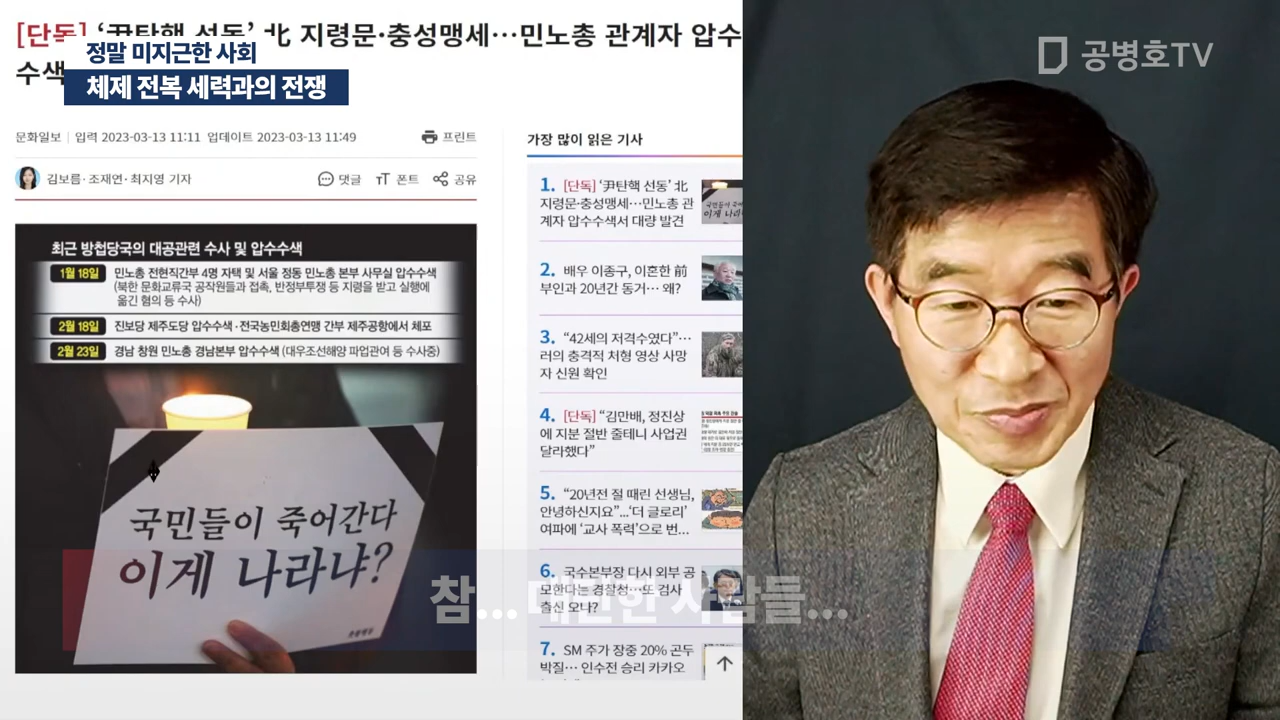 [단독] ‘尹탄핵 선동’ 北 지령문·충성맹세…민노총 관계자 압수
수색
정말 미지근한 사회
체제 전복 세력과의 전쟁
공병호TV
문화일보 | 입력 2023-03-13 11:11 업데이트 2023-03-13 11:49
프린트
김보름·조재연·최지영 기자
댓글 폰트 공유
최근 방첩당국의 대공관련 수사 및 압수수색
1월 18일 민노총 전현직간부 4명 자택 및 서울 정동 민노총 본부 사무실 압수수색
(북한 문화교류국 공작원들과 접촉, 반정부투쟁 등 지령을 받고 실행에
옮긴 혐의 등 수사)
2월 18일 진보당 제주도당 압수수색·전국농민회총연맹 간부 제주공항에서 체포
2월 23일 경남 창원 민노총 경남본부 압수수색 (대우조선해양 파업관여 등 수사중)
국민들이 죽어간다
이게 나라냐?
가장 많이 읽은 기사
1. [단독] ‘尹탄핵 선동’ 北
지령문·충성맹세…민노총 관
계자 압수수색서 대량 발견
2. 배우 이종구, 이혼한 前
부인과 20년간 동거… 왜?
3. “42세의 저격수였다”…
러의 충격적 처형 영상 사망
자 신원 확인
4. [단독] “김만배, 정진상
에 지분 절반 줄테니 사업권
달라했다”
5. “20년전 절 때린 선생님,
안녕하신지요”...‘더 글로리’
여파에 ‘교사 폭력’으로 번...
6. 국수본부장 다시 외부 공
모한다는 경찰청…또 검사
출신 오나?
7. SM 주가 장중 20% 곤두
박질… 인수전 승리 카카오
참... 대단한 사람들...